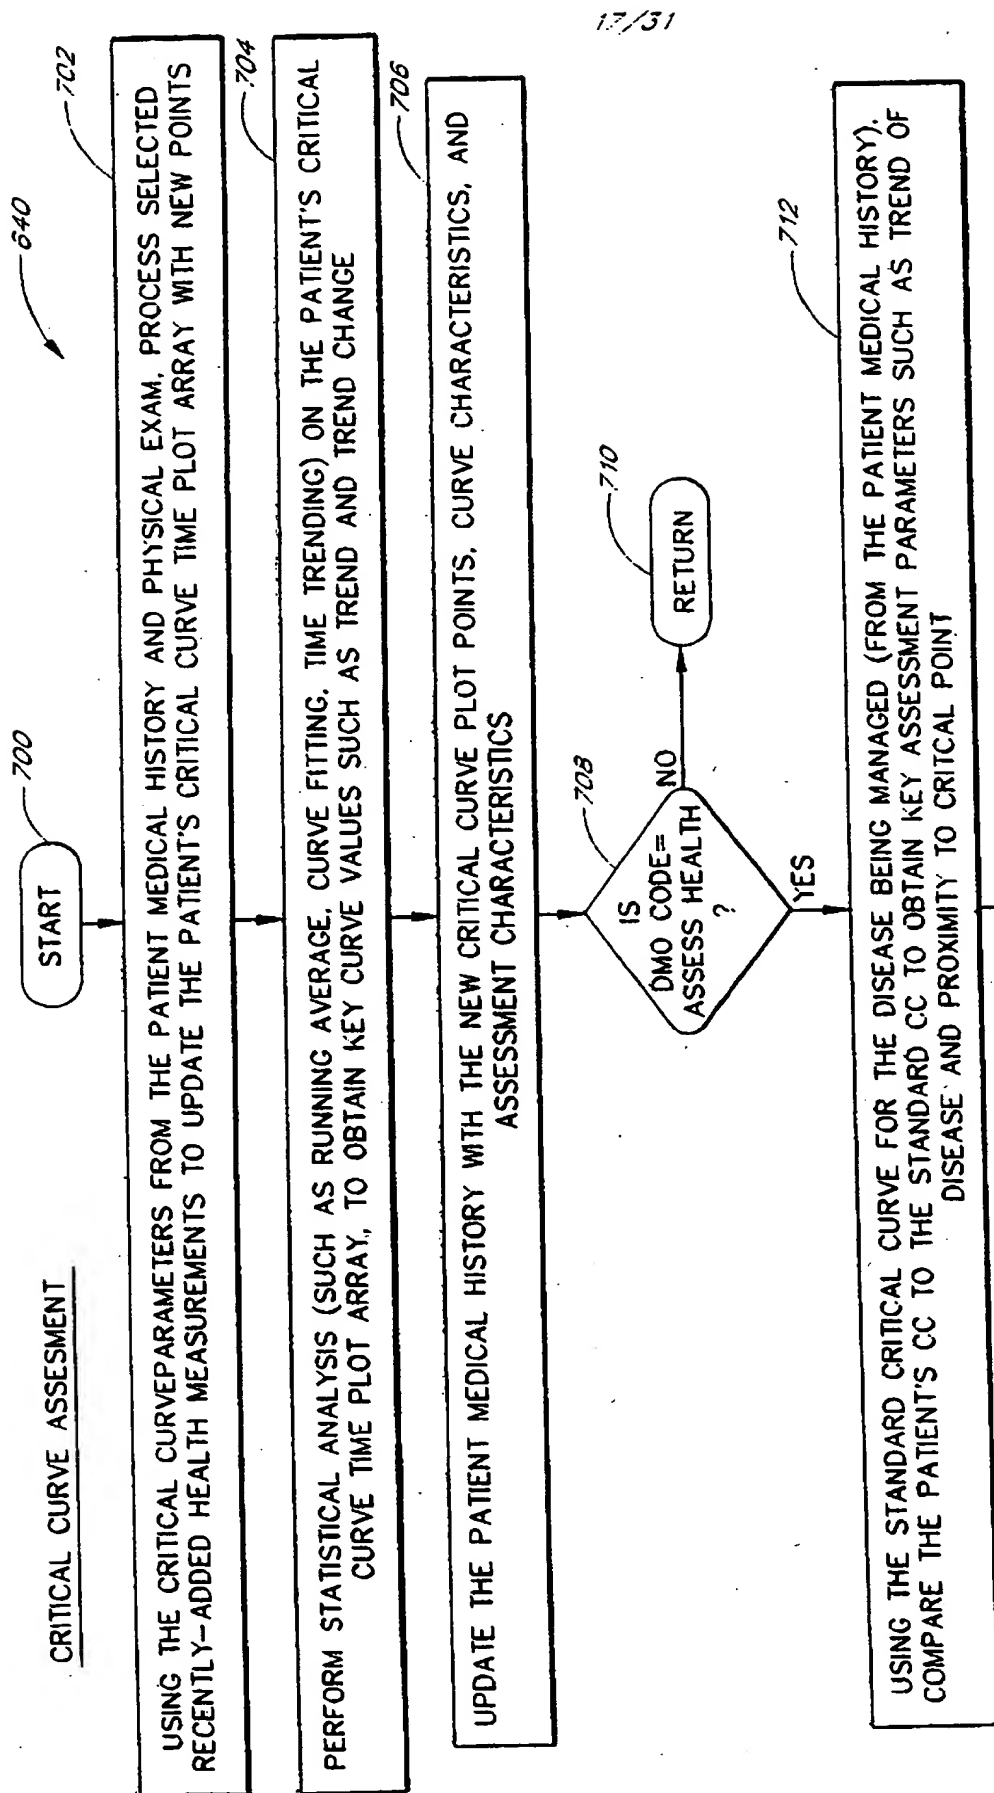 17/31
CRITICAL CURVE ASSESMENT
640
START
700
702
USING THE CRITICAL CURVEPARAMETERS FROM THE PATIENT MEDICAL HISTORY AND PHYSICAL EXAM, PROCESS SELECTED
RECENTLY-ADDED HEALTH MEASUREMENTS TO UPDATE THE PATIENT'S CRITICAL CURVE TIME PLOT ARRAY WITH NEW POINTS
704
PERFORM STATISTICAL ANALYSIS (SUCH AS RUNNING AVERAGE, CURVE FITTING, TIME TRENDING) ON THE PATIENT'S CRITICAL
CURVE TIME PLOT ARRAY, TO OBTAIN KEY CURVE VALUES SUCH AS TREND AND TREND CHANGE
706
UPDATE THE PATIENT MEDICAL HISTORY WITH THE NEW CRITICAL CURVE PLOT POINTS, CURVE CHARACTERISTICS, AND
ASSESSMENT CHARACTERISTICS
708
IS
DMO CODE=
ASSESS HEALTH
?
NO
RETURN
710
YES
712
USING THE STANDARD CRITICAL CURVE FOR THE DISEASE BEING MANAGED (FROM THE PATIENT MEDICAL HISTORY),
COMPARE THE PATIENT'S CC TO THE STANDARD CC TO OBTAIN KEY ASSESSMENT PARAMETERS SUCH AS TREND OF
DISEASE AND PROXIMITY TO CRITCAL POINT